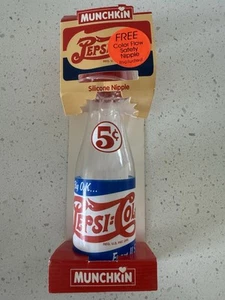 MUNCHKIN
PEPSI
FREE
Color Flow
Safety
Nipple
Silicone Nipple
5¢
O.K...
PEPSI=COL
MUNCHKIN